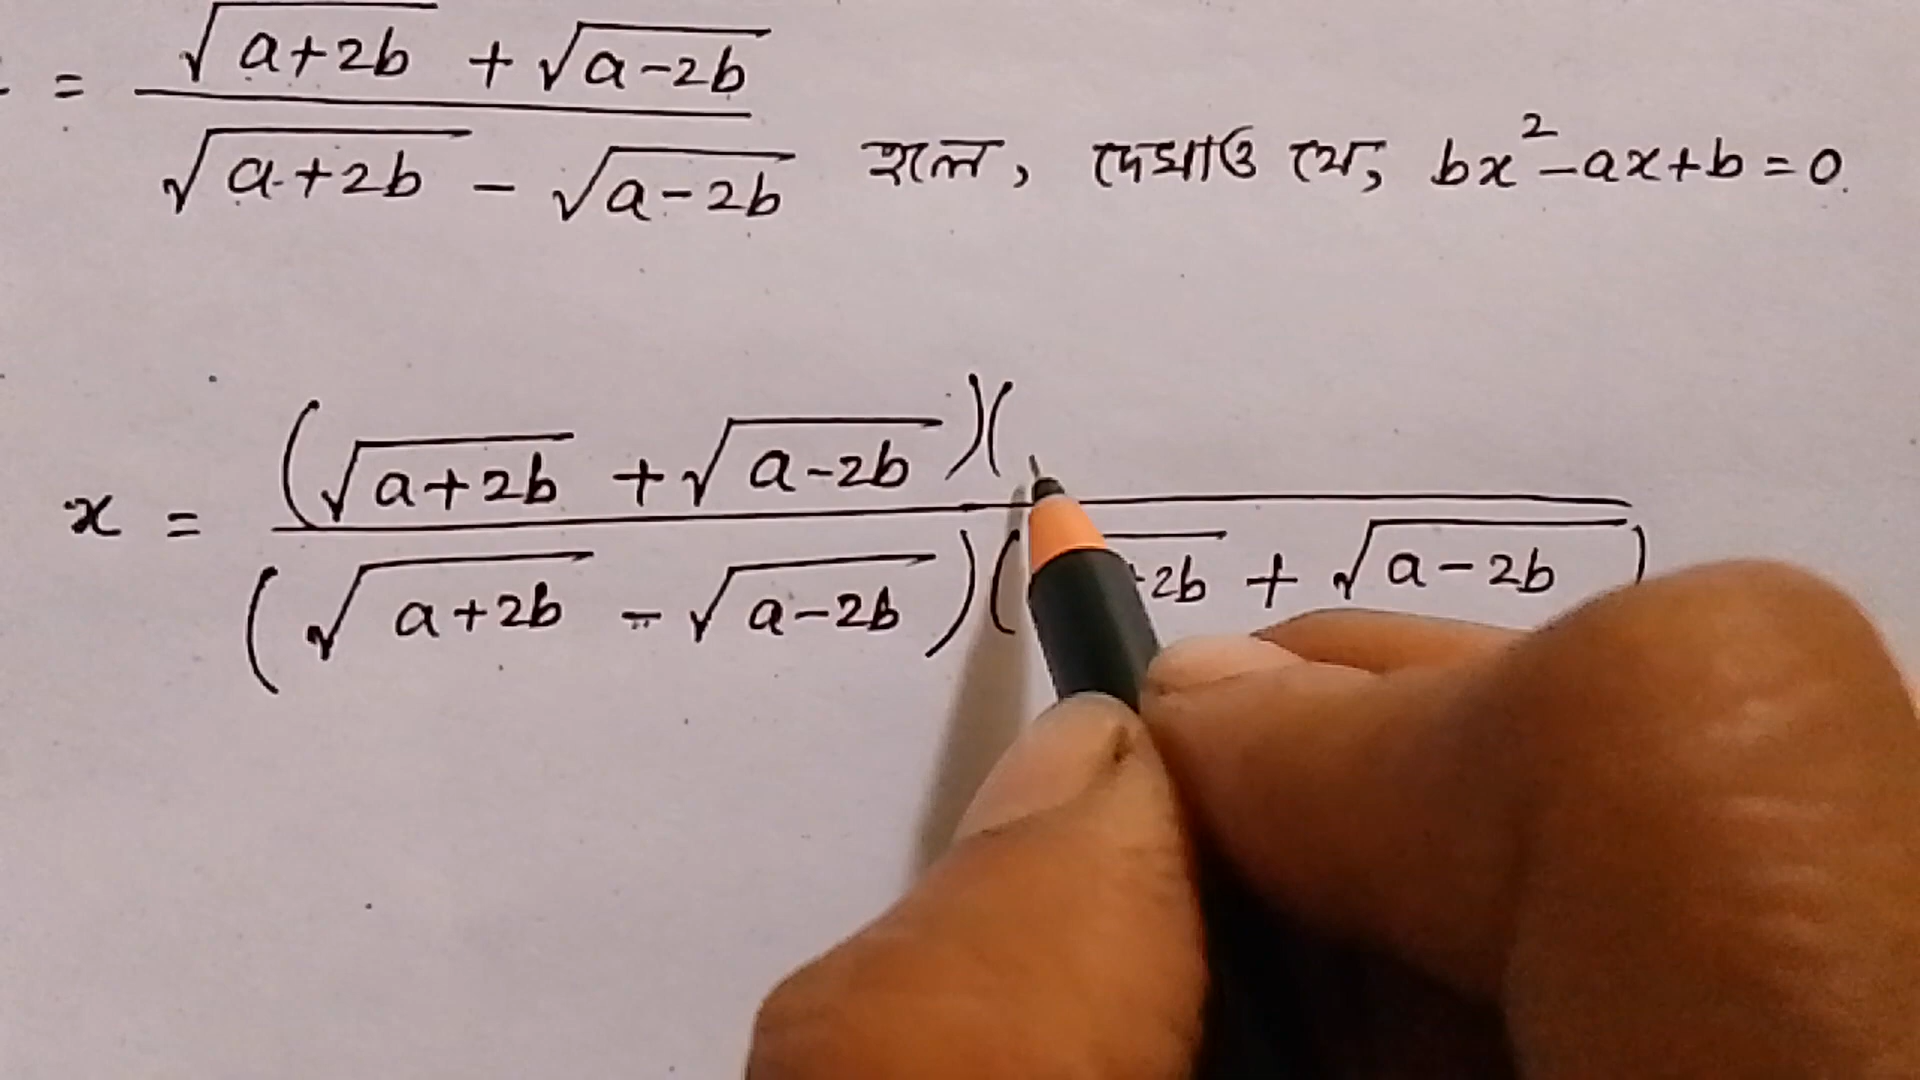 = √(a+2b) + √(a-2b) / √(a+2b) - √(a-2b) হলে, দেখাও যে, bx² - ax + b = 0
x = (√(a+2b) + √(a-2b))( / (√(a+2b) - √(a-2b))( 2b + √(a-2b))